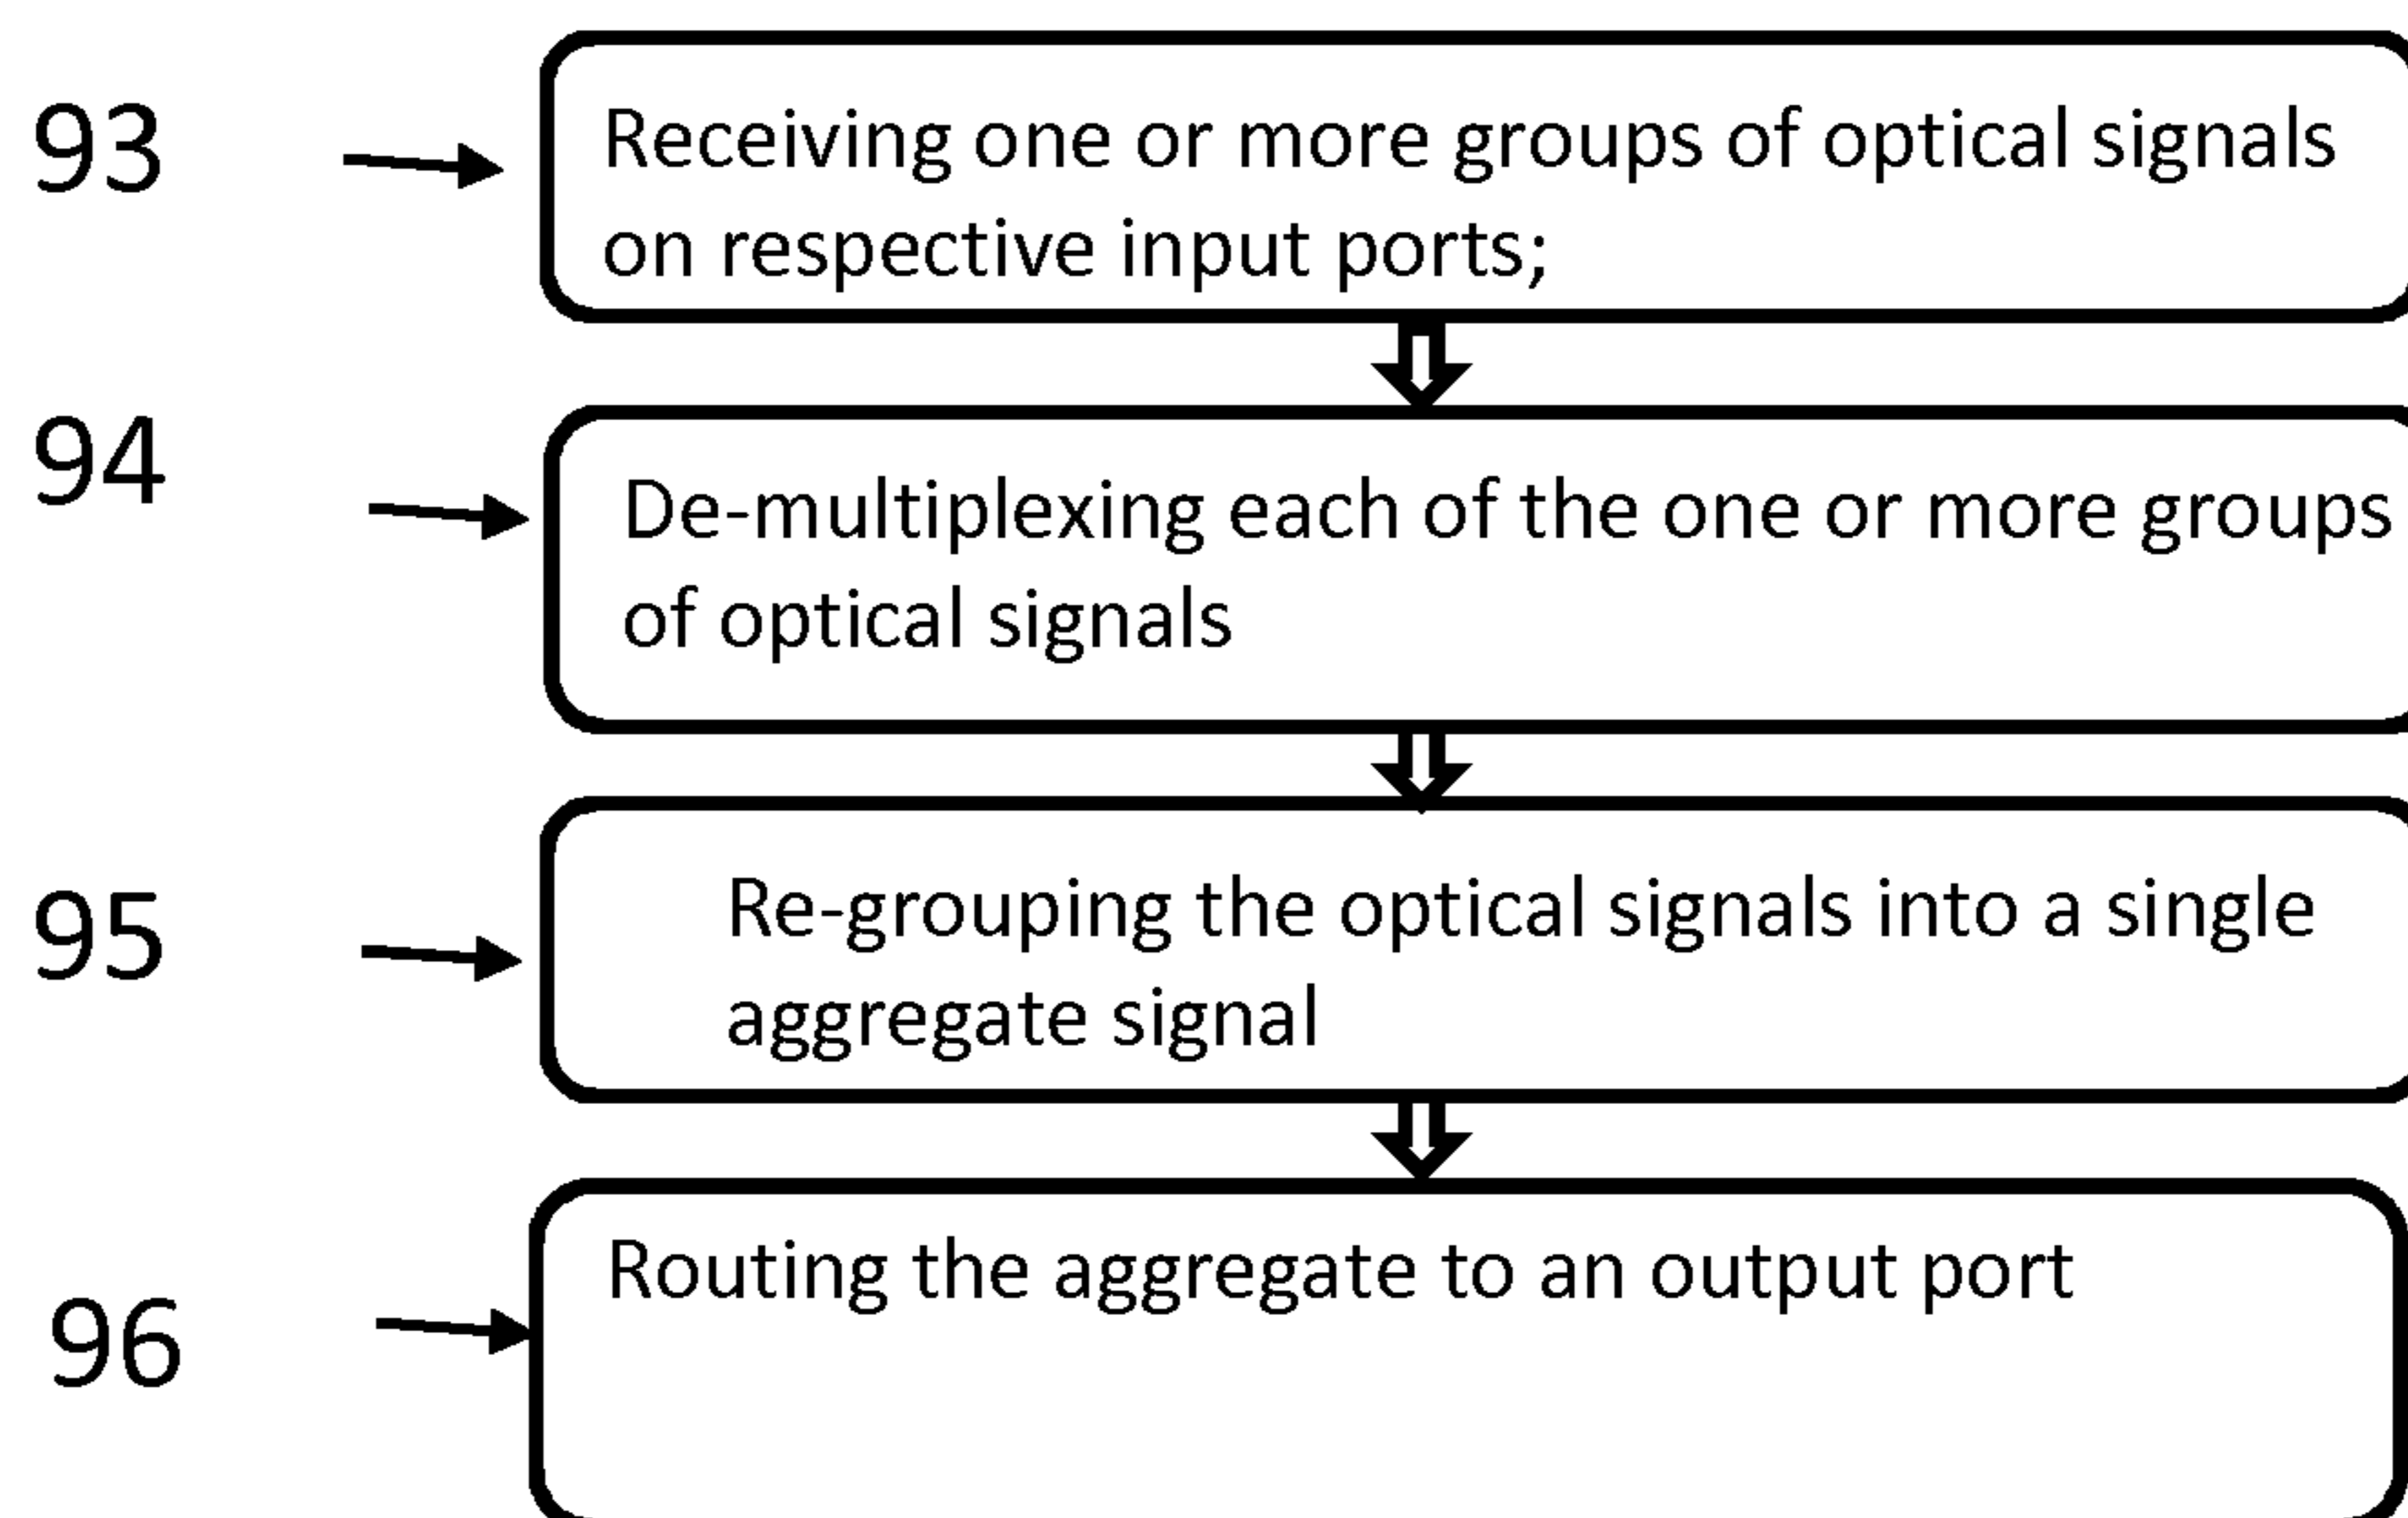 93
Receiving one or more groups of optical signals
on respective input ports;
94
De-multiplexing each of the one or more groups
of optical signals
95
Re-grouping the optical signals into a single
aggregate signal
96
Routing the aggregate to an output port